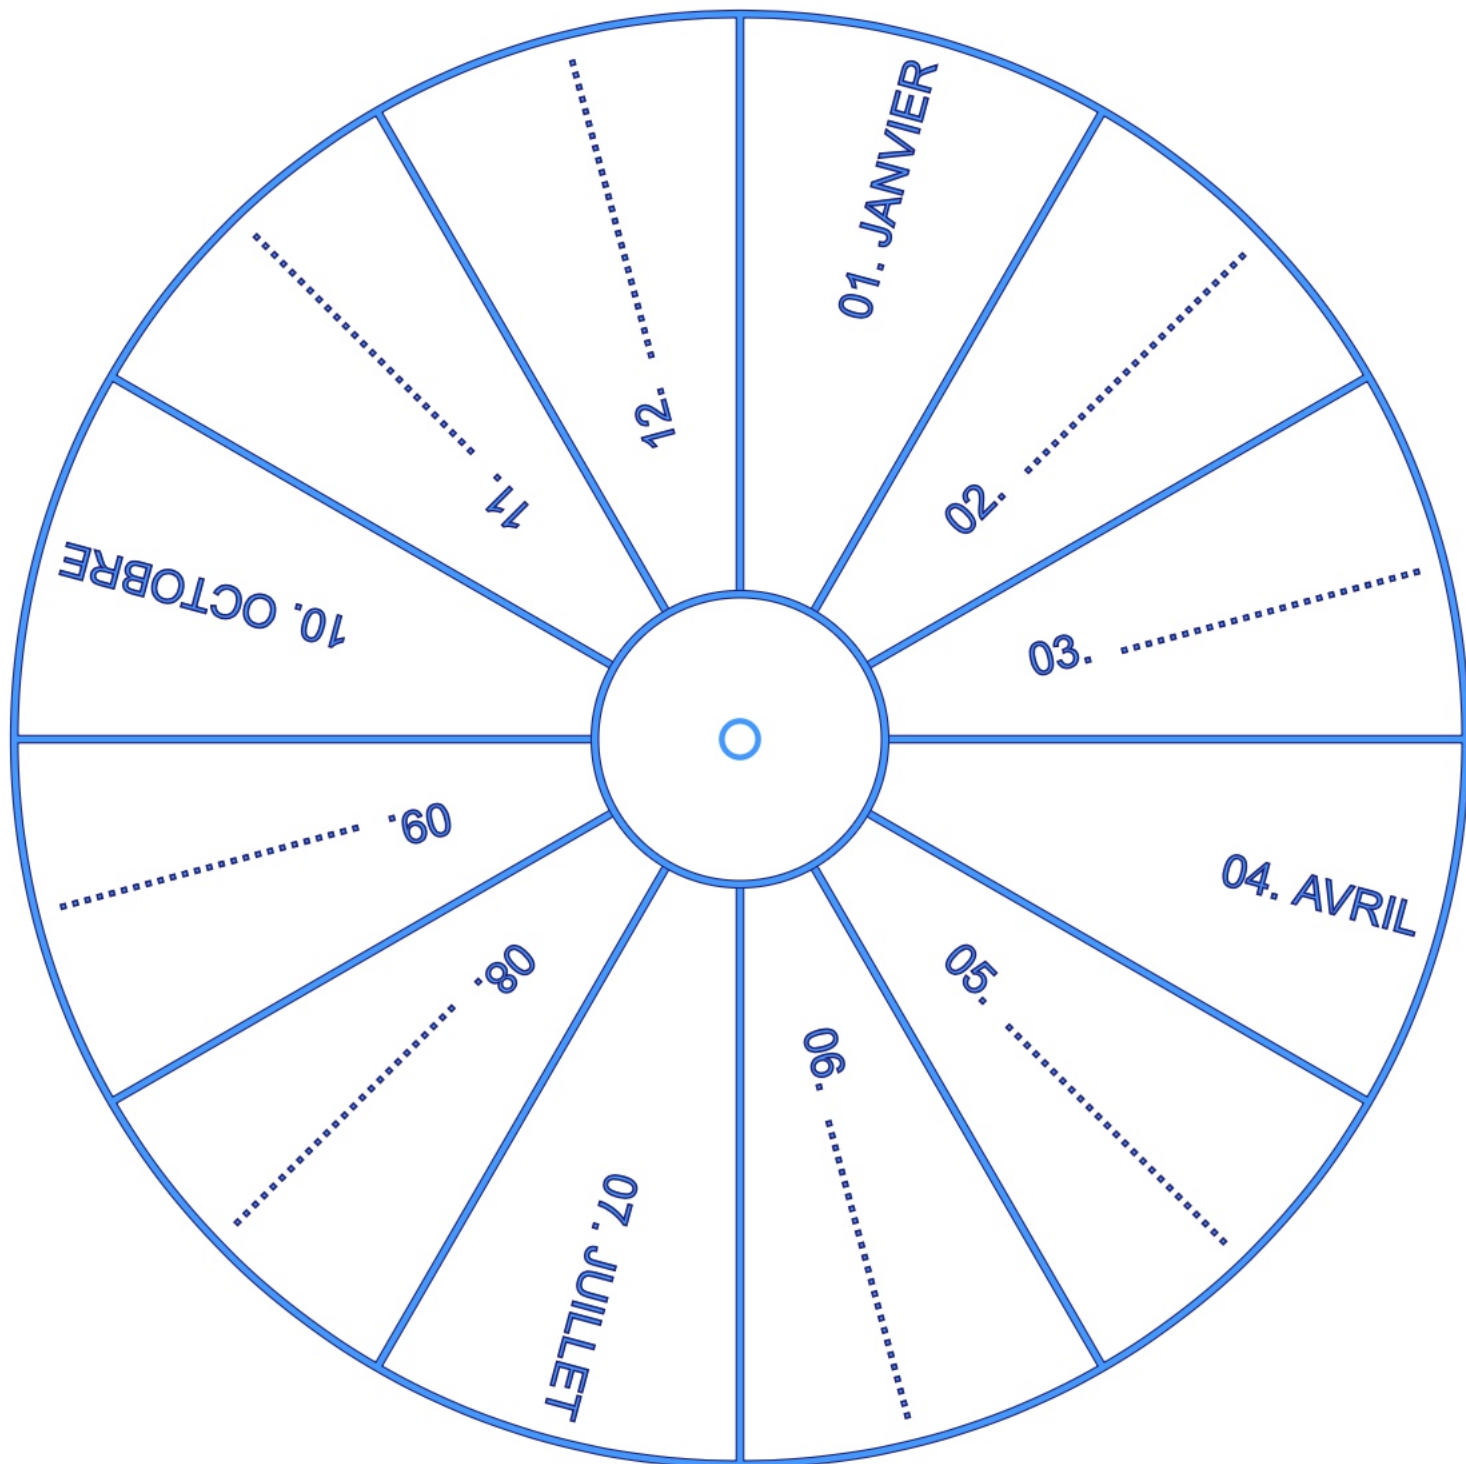 01. JANVIER
02. ..............................
03. ..............................
04. AVRIL
05. ..............................
06. ..............................
07. JUILLET
08. ..............................
09. ..............................
10. OCTOBRE
11. ..............................
12. ..............................